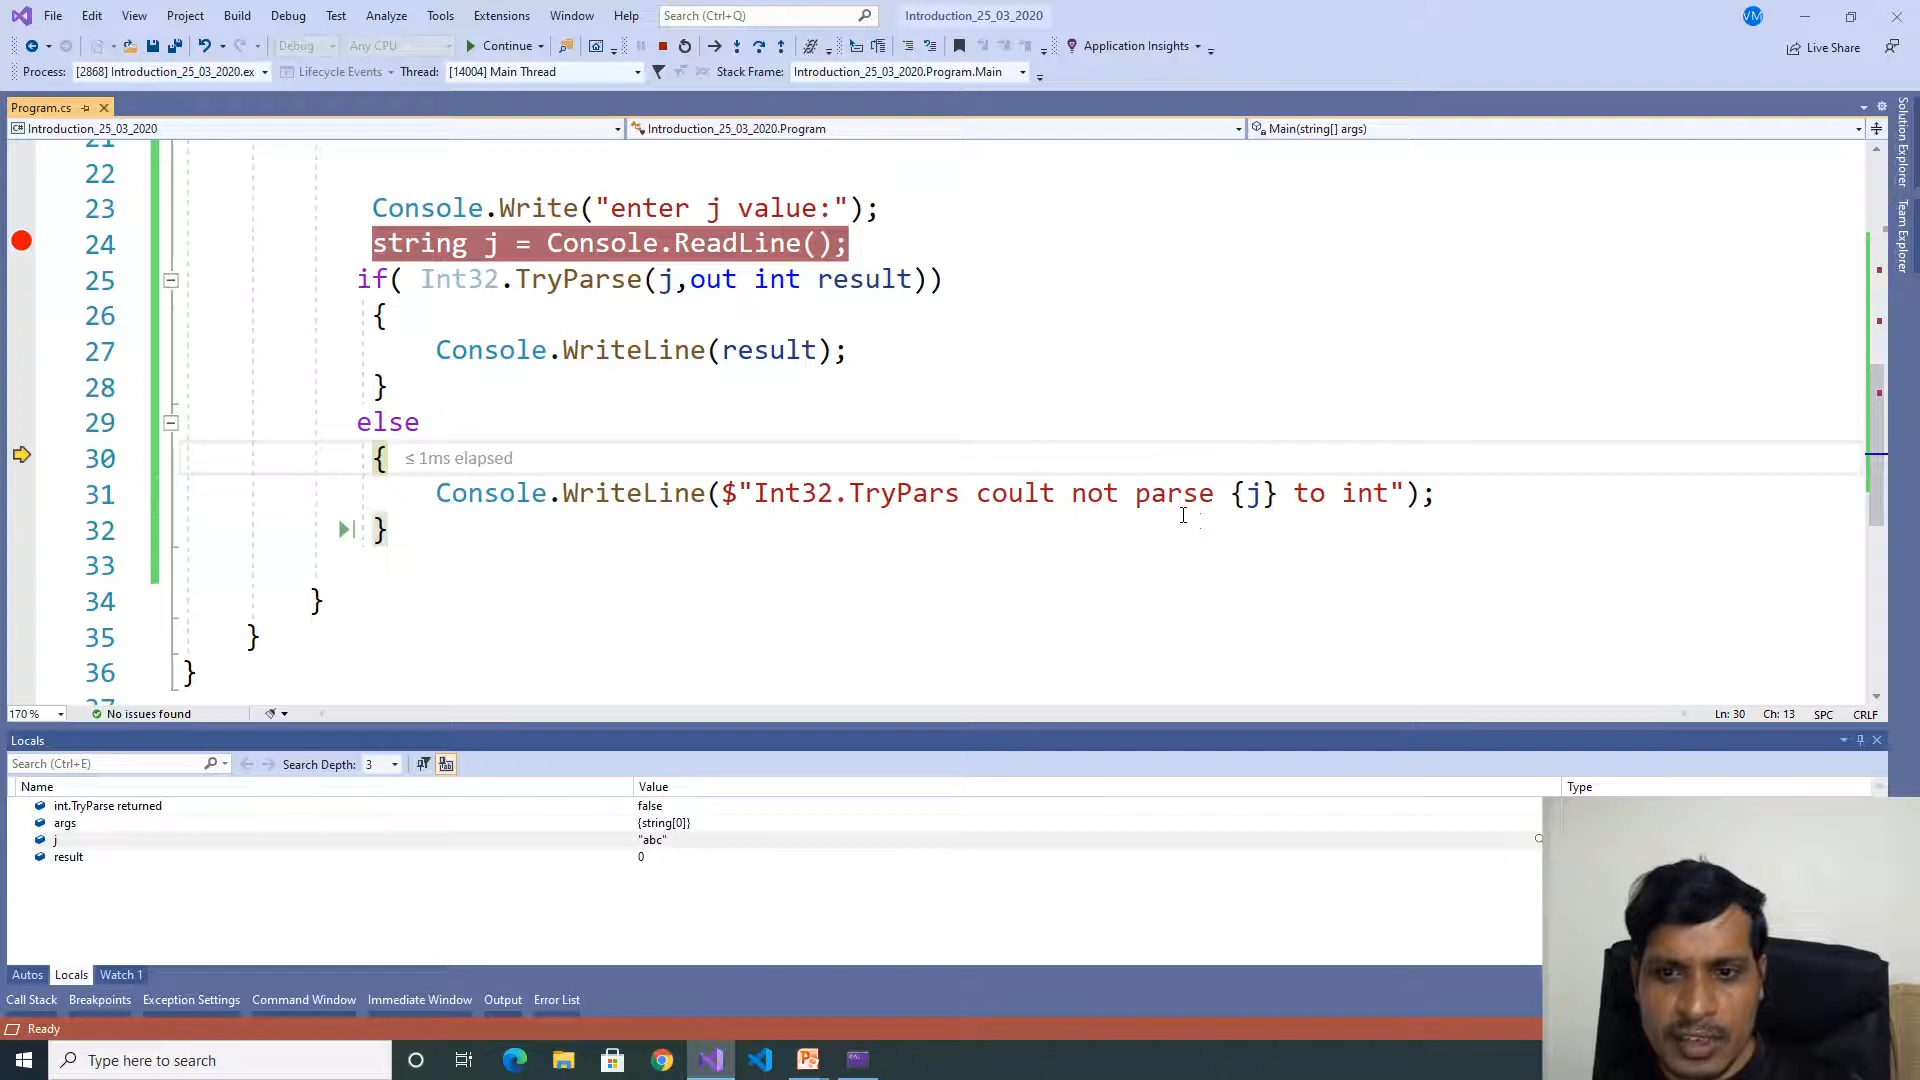 File Edit View Project Build Debug Test Analyze Tools Extensions Window Help Search (Ctrl+Q) Introduction_25_03_2020 VM
Debug Any CPU Continue Application Insights Live Share
Process: [2868] Introduction_25_03_2020.ex Lifecycle Events Thread: [14004] Main Thread Stack Frame: Introduction_25_03_2020.Program.Main
Program.cs
Introduction_25_03_2020 Introduction_25_03_2020.Program Main(string[] args)
Solution Explorer
Team Explorer
21
22
23 Console.Write("enter j value:");
24 string j = Console.ReadLine();
25 if( Int32.TryParse(j,out int result))
26 {
27 Console.WriteLine(result);
28 }
29 else
30 { ≤ 1ms elapsed
31 Console.WriteLine($"Int32.TryPars coult not parse {j} to int");
32 }
33
34 }
35 }
36 }
37
170 % No issues found Ln: 30 Ch: 13 SPC CRLF
Locals
Search (Ctrl+E) Search Depth: 3
Name Value Type
int.TryParse returned false
args {string[0]}
j "abc"
result 0
Autos Locals Watch 1
Call Stack Breakpoints Exception Settings Command Window Immediate Window Output Error List
Ready
Type here to search